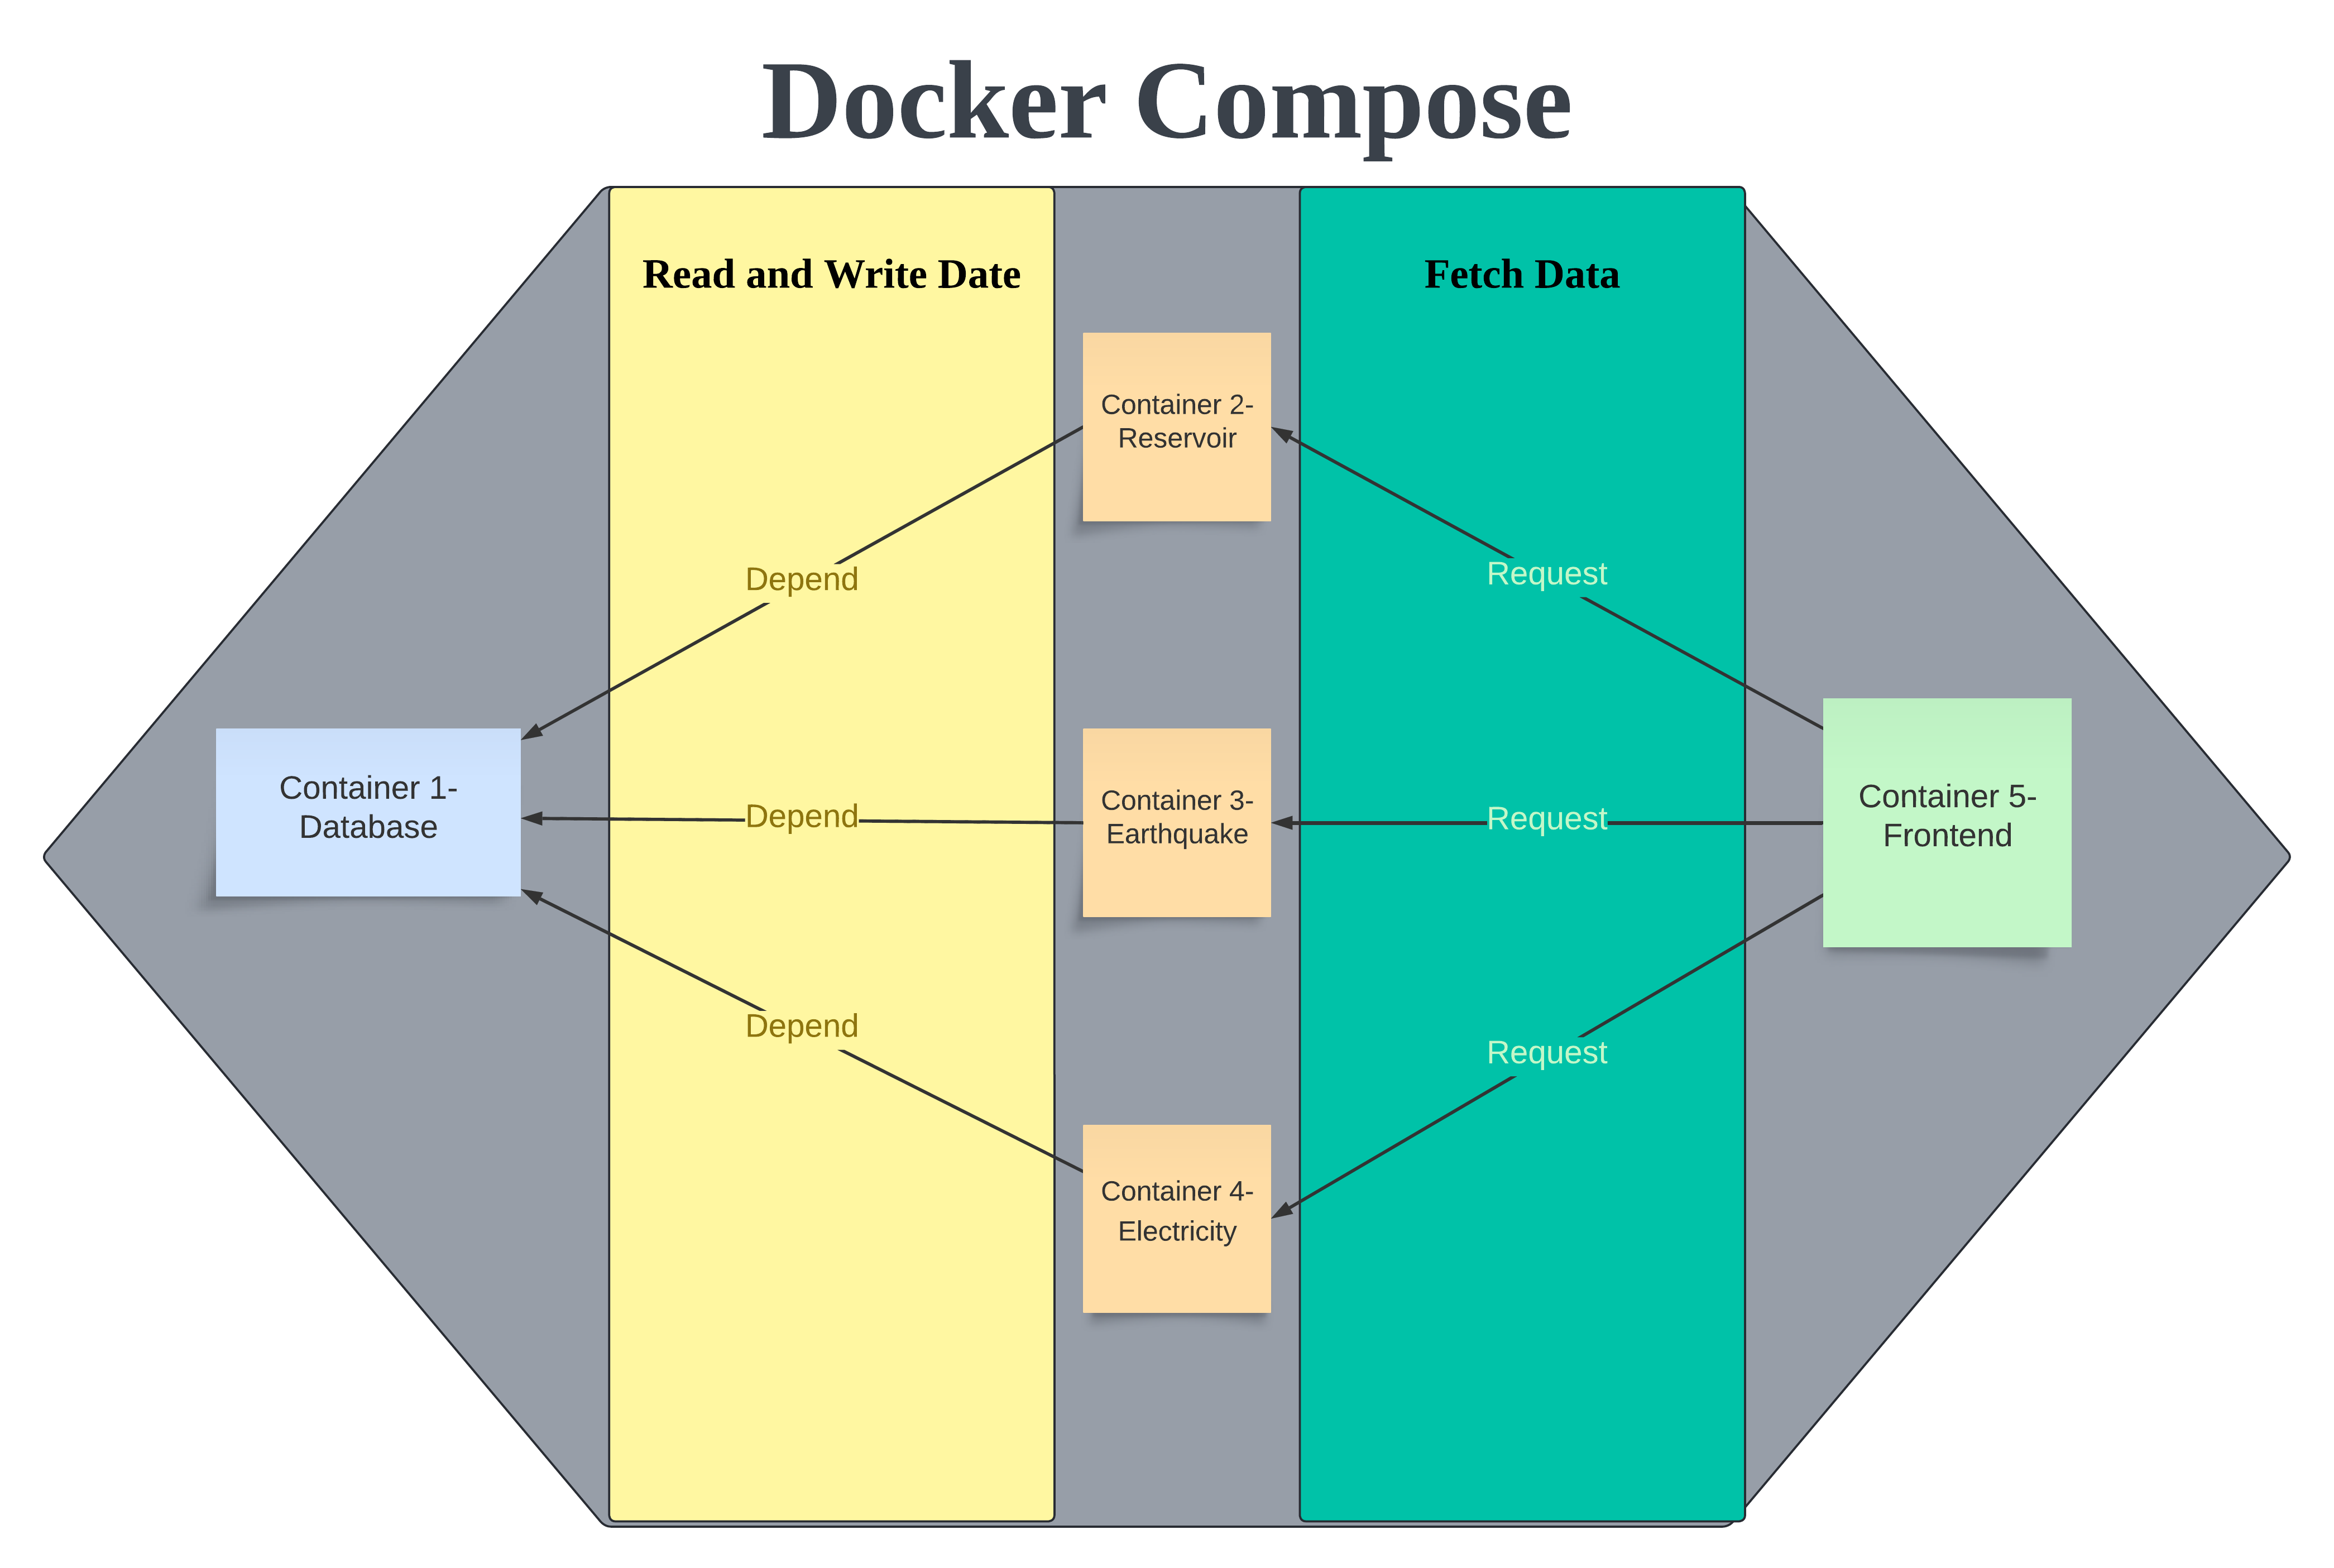 Docker Compose
Read and Write Date
Fetch Data
Container 2-
Reservoir
Depend
Request
Container 1-
Database
Depend
Container 3-
Earthquake
Request
Container 5-
Frontend
Depend
Request
Container 4-
Electricity